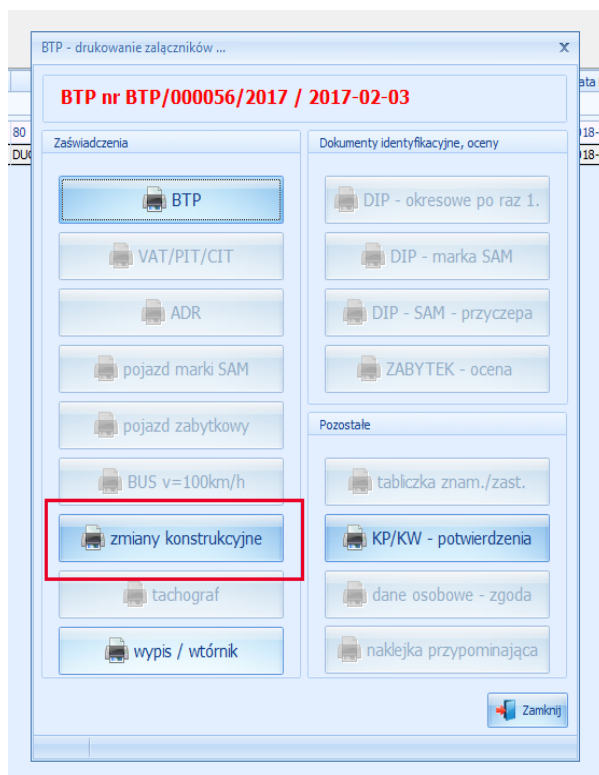 BTP - drukowanie załączników ...
x
BTP nr BTP/000056/2017 / 2017-02-03
Zaświadczenia
BTP
VAT/PIT/CIT
ADR
pojazd marki SAM
pojazd zabytkowy
BUS v=100km/h
zmiany konstrukcyjne
tachograf
wypis / wtórnik
Dokumenty identyfikacyjne, oceny
DIP - okresowe po raz 1.
DIP - marka SAM
DIP - SAM - przyczepa
ZABYTEK - ocena
Pozostałe
tabliczka znam./zast.
KP/KW - potwierdzenia
dane osobowe - zgoda
naklejka przypominająca
Zamknij
80